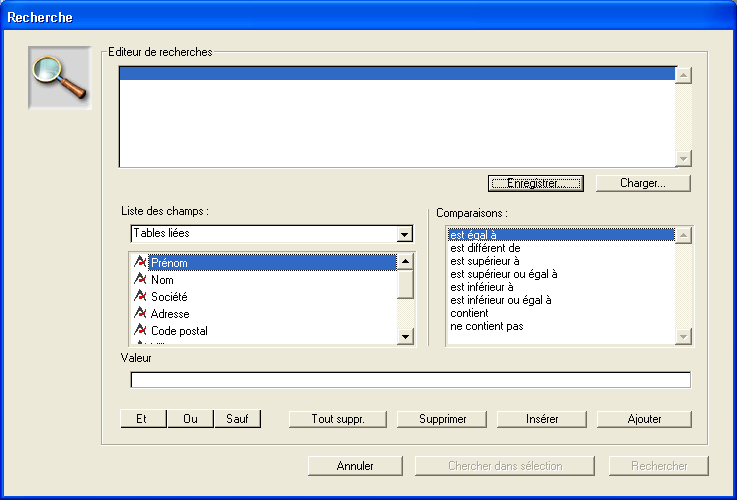 Recherche
Editeur de recherches
Enregistrer...
Charger...
Liste des champs :
Comparaisons :
Tables liées
Prénom
Nom
Société
Adresse
Code postal
est égal à
est différent de
est supérieur à
est supérieur ou égal à
est inférieur à
est inférieur ou égal à
contient
ne contient pas
Valeur
Et
Ou
Sauf
Tout suppr.
Supprimer
Insérer
Ajouter
Annuler
Chercher dans sélection
Rechercher